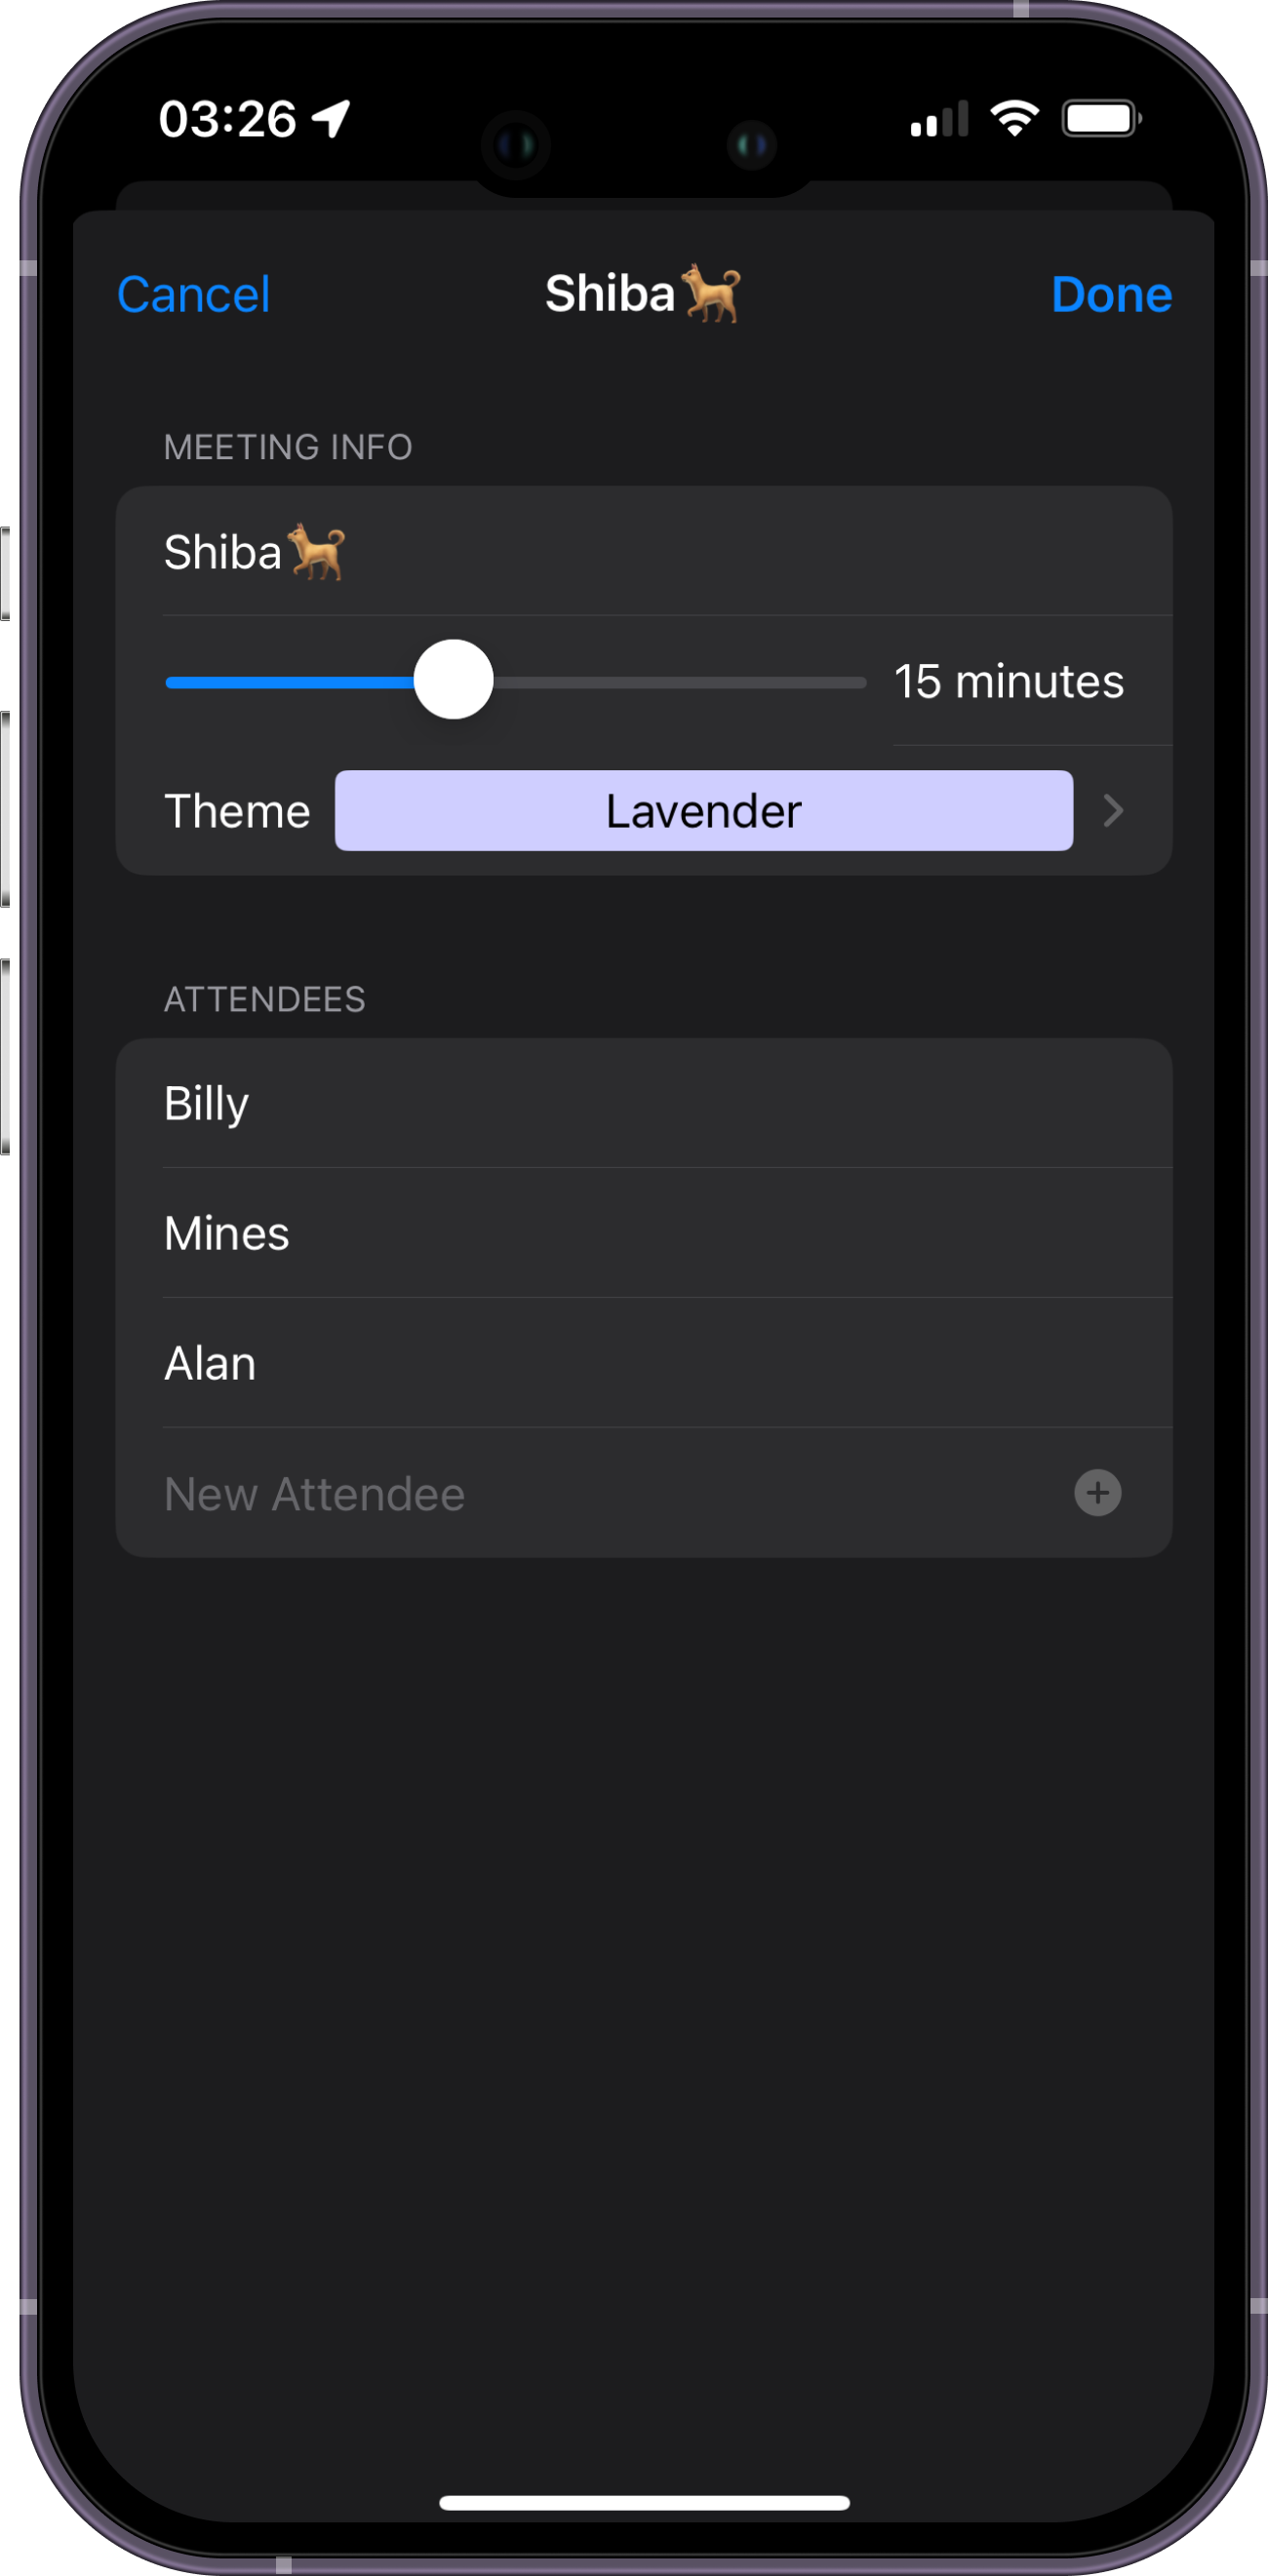 03:26
Cancel Shiba🐕 Done
MEETING INFO
Shiba🐕
15 minutes
Theme Lavender
ATTENDEES
Billy
Mines
Alan
New Attendee